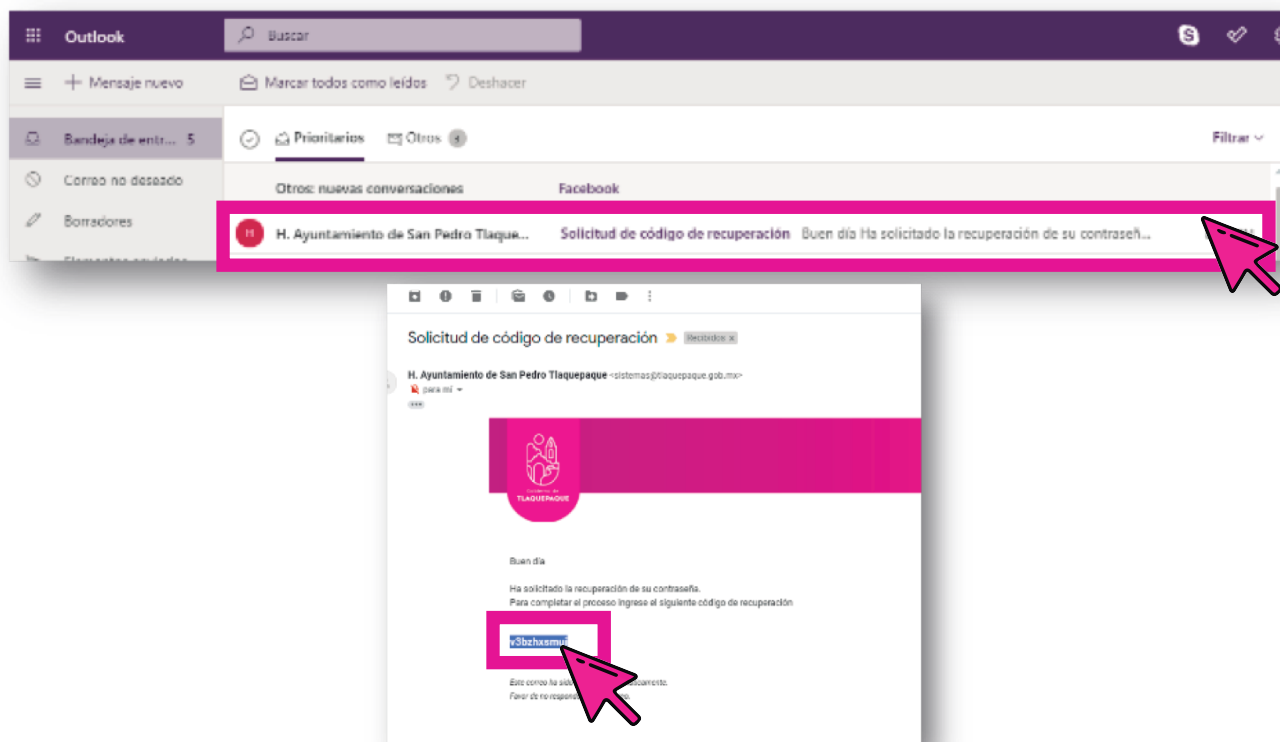 Outlook
Buscar
Mensaje nuevo
Marcar todos como leídos
Deshacer
Bandeja de entr... 5
Prioritarios
Otros
Filtrar
Correo no deseado
Otros: nuevas conversaciones
Facebook
Borradores
H
H. Ayuntamiento de San Pedro Tlaque...
Solicitud de código de recuperación
Buen día Ha solicitado la recuperación de su contraseñ...
Solicitud de código de recuperación
Recibidos x
H. Ayuntamiento de San Pedro Tlaquepaque <sistemas@tlaquepaque.gob.mx>
para mí
Gobierno de
TLAQUEPAQUE
Buen día
Ha solicitado la recuperación de su contraseña.
Para completar el proceso ingrese el siguiente código de recuperación
v3bzhxsmui
Este correo ha sido
Favor de no